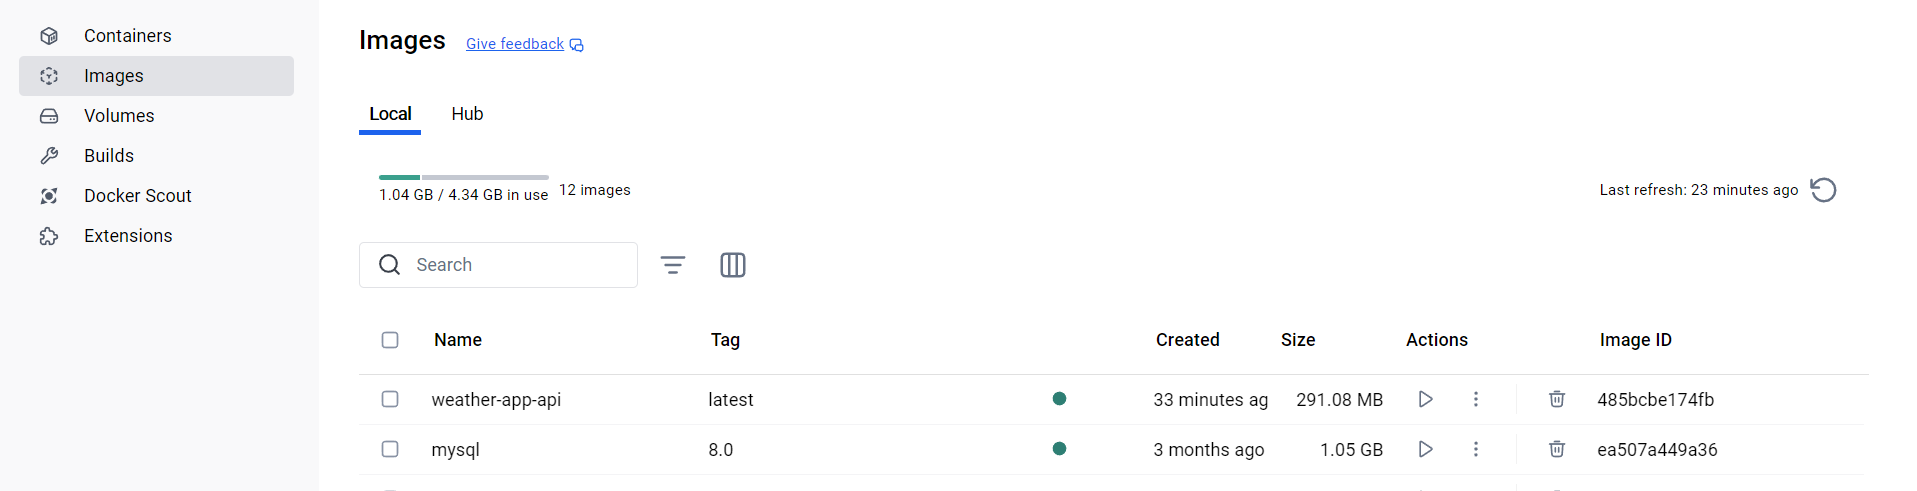 Containers
Images
Volumes
Builds
Docker Scout
Extensions
Images Give feedback
Local Hub
1.04 GB / 4.34 GB in use 12 images
Last refresh: 23 minutes ago
Search
Name Tag Created Size Actions Image ID
weather-app-api latest 33 minutes ag 291.08 MB 485bcbe174fb
mysql 8.0 3 months ago 1.05 GB ea507a449a36